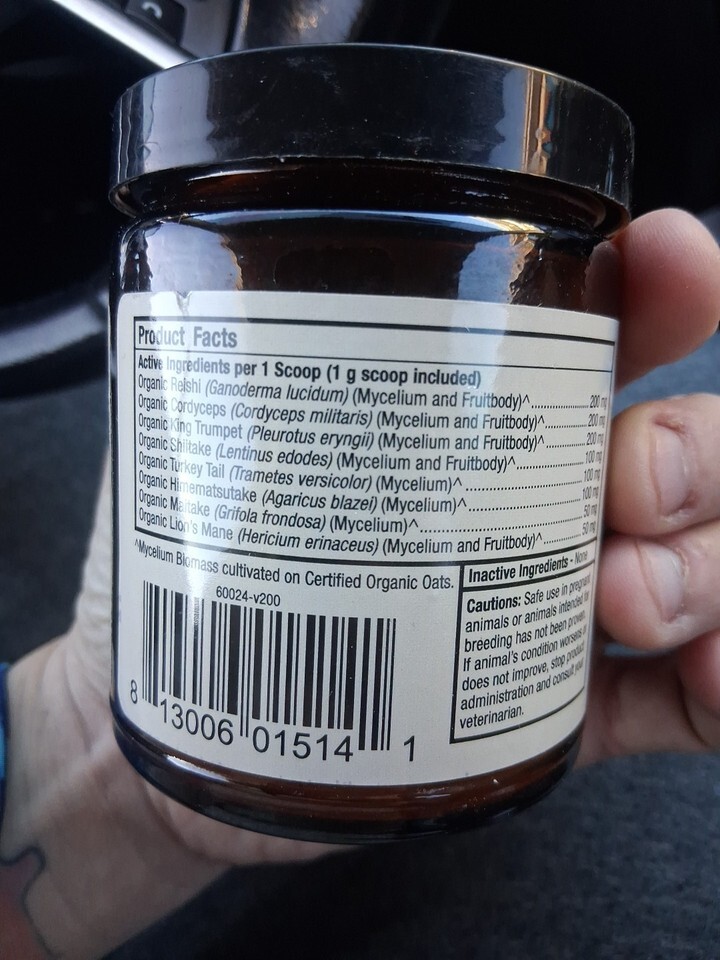 Product Facts
Active Ingredients per 1 Scoop (1 g scoop included)
Organic Reishi (Ganoderma lucidum) (Mycelium and Fruitbody)^ 200 mg
Organic Cordyceps (Cordyceps militaris) (Mycelium and Fruitbody)^ 200 mg
Organic King Trumpet (Pleurotus eryngii) (Mycelium and Fruitbody)^ 200 mg
Organic Shiitake (Lentinus edodes) (Mycelium and Fruitbody)^ 100 mg
Organic Turkey Tail (Trametes versicolor) (Mycelium)^ 100 mg
Organic Himematsutake (Agaricus blazei) (Mycelium)^ 100 mg
Organic Maitake (Grifola frondosa) (Mycelium)^ 50 mg
Organic Lion's Mane (Hericium erinaceus) (Mycelium and Fruitbody)^ 50 mg
^Mycelium Biomass cultivated on Certified Organic Oats.
60024-v200
8 13006 01514 1
Inactive Ingredients - None
Cautions: Safe use in pregnant
animals or animals intended for
breeding has not been proven.
If animal's condition worsens or
does not improve, stop product
administration and consult your
veterinarian.